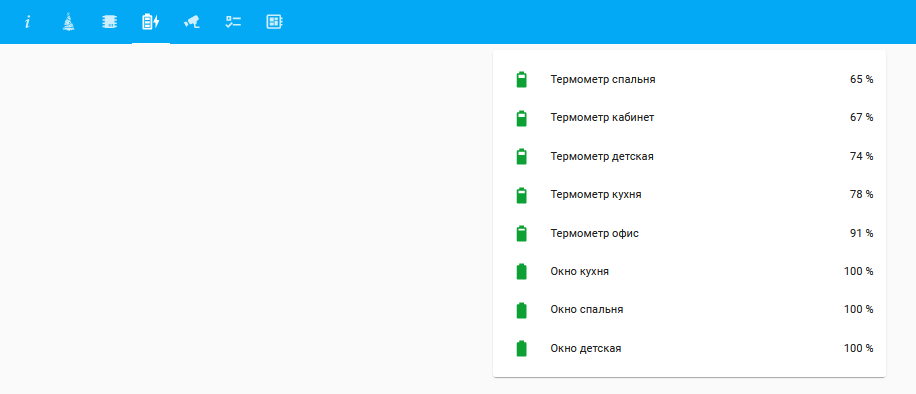 Термометр спальня 65 %
Термометр кабинет 67 %
Термометр детская 74 %
Термометр кухня 78 %
Термометр офис 91 %
Окно кухня 100 %
Окно спальня 100 %
Окно детская 100 %